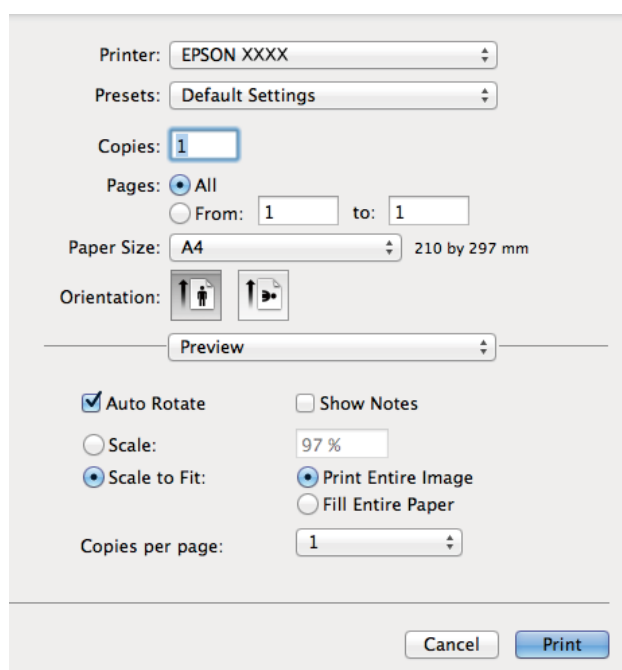 Printer: EPSON XXXX
Presets: Default Settings
Copies: 1
Pages: All
From: 1 to: 1
Paper Size: A4 210 by 297 mm
Orientation:
Preview
Auto Rotate Show Notes
Scale: 97 %
Scale to Fit: Print Entire Image
Fill Entire Paper
Copies per page: 1
Cancel Print